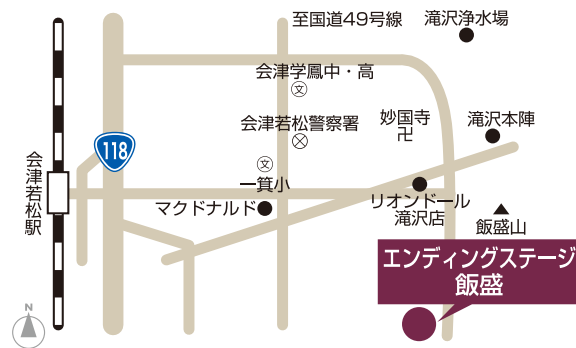 至国道49号線
滝沢浄水場
会津学鳳中・高
文
会津若松警察署
妙国寺
卍
滝沢本陣
118
文
一箕小
会津若松駅
マクドナルド
リオンドール
滝沢店
飯盛山
エンディングステージ
飯盛
N